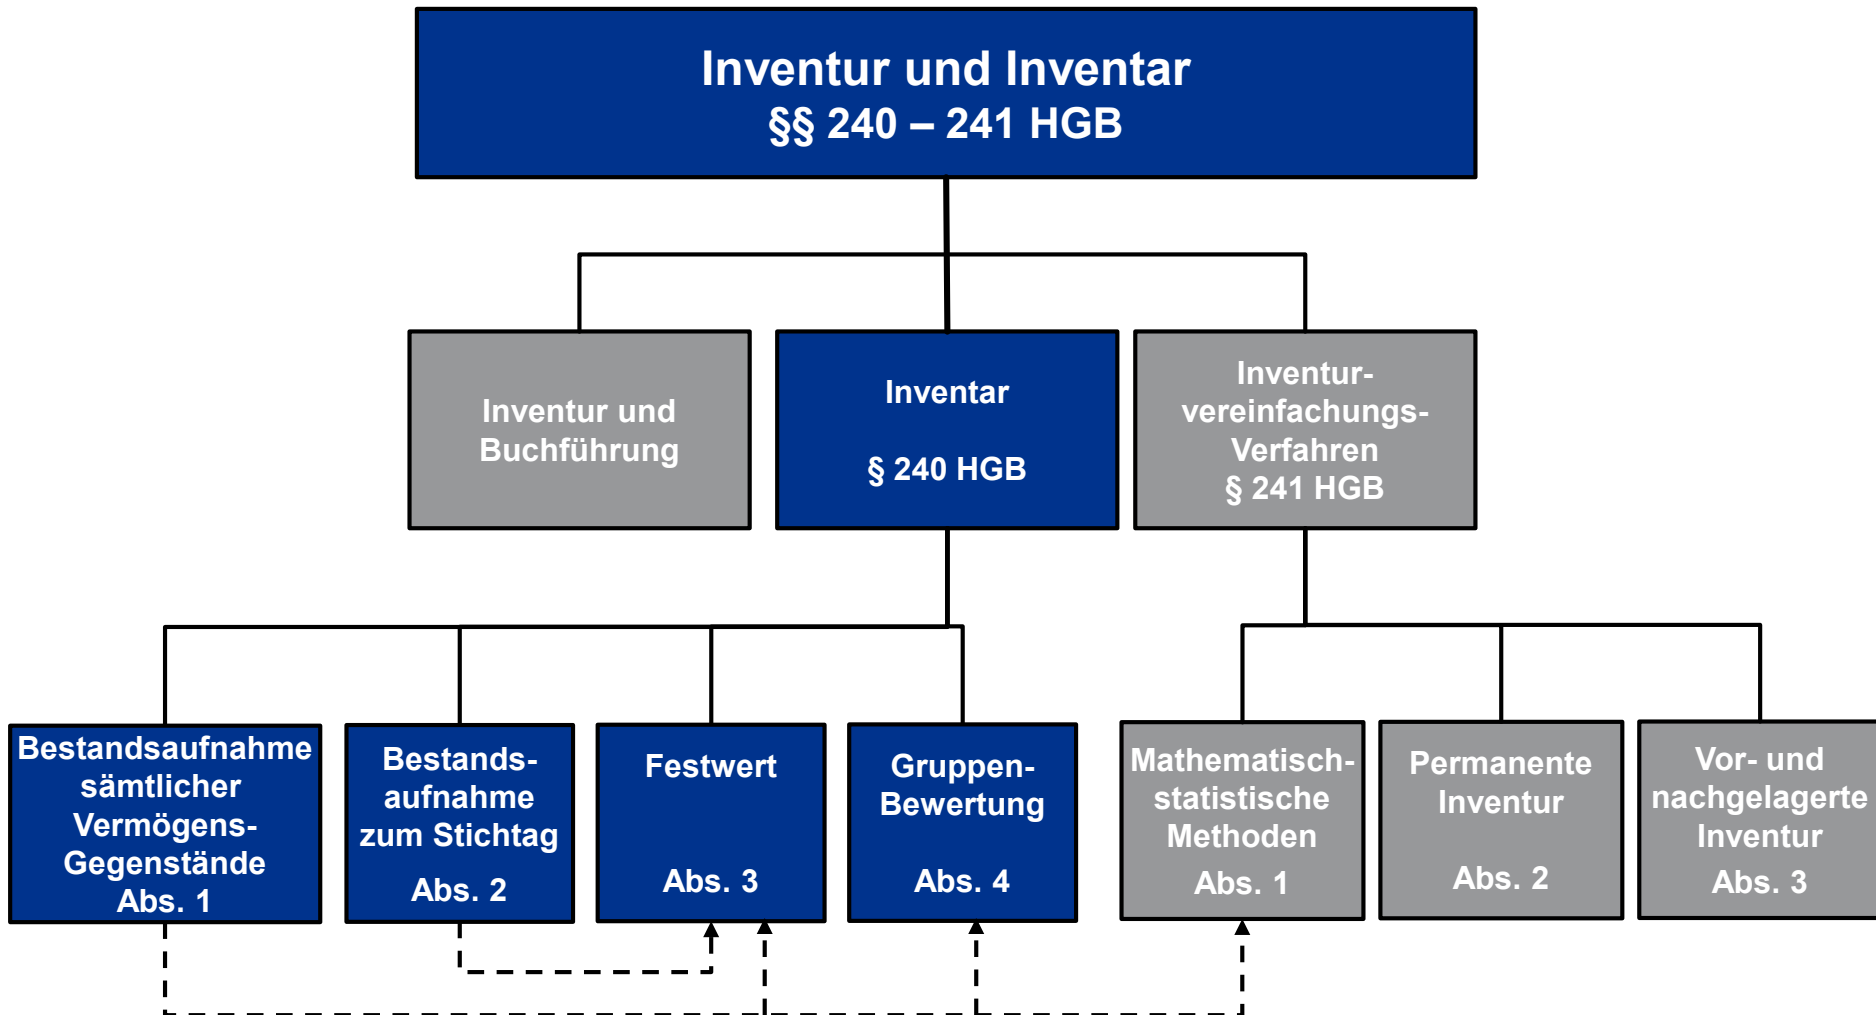 Inventur und Inventar
§§ 240 – 241 HGB
Inventur und
Buchführung
Inventar
§ 240 HGB
Inventur-
vereinfachungs-
Verfahren
§ 241 HGB
Bestandsaufnahme
sämtlicher
Vermögens-
Gegenstände
Abs. 1
Bestands-
aufnahme
zum Stichtag
Abs. 2
Festwert
Abs. 3
Gruppen-
Bewertung
Abs. 4
Mathematisch-
statistische
Methoden
Abs. 1
Permanente
Inventur
Abs. 2
Vor- und
nachgelagerte
Inventur
Abs. 3